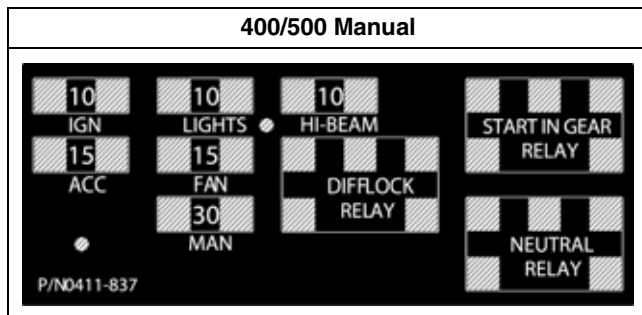 400/500 Manual
10 10 10
IGN LIGHTS HI-BEAM
START IN GEAR
RELAY
15 15
ACC FAN
DIFFLOCK
RELAY
30
MAN
NEUTRAL
RELAY
P/N0411-837